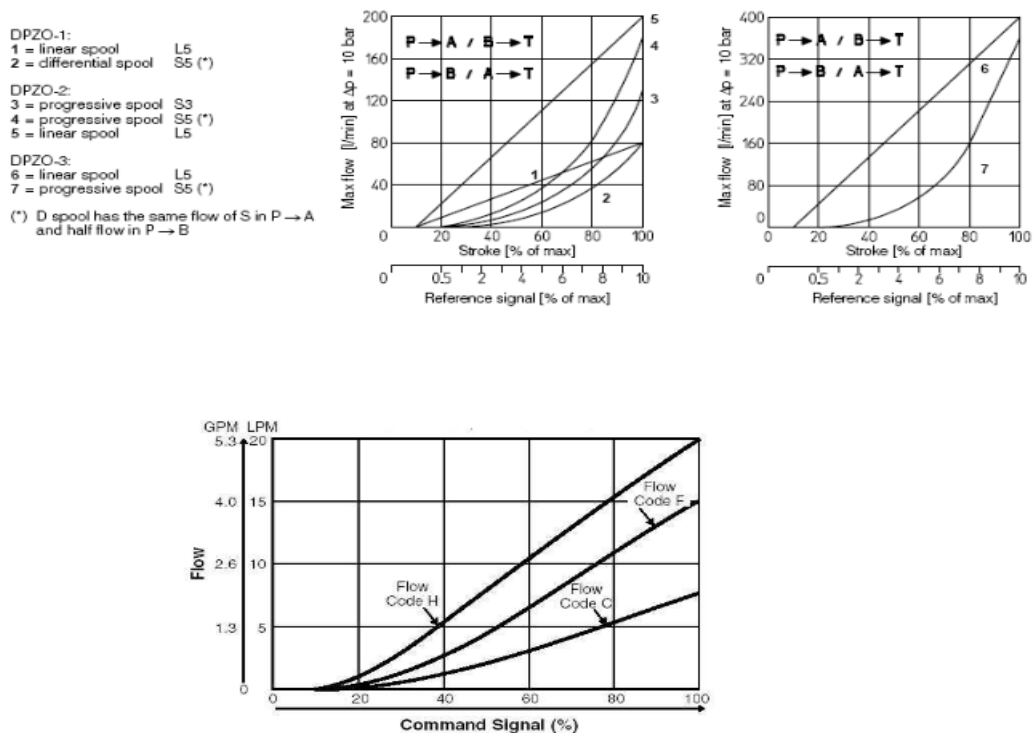 DPZO-1:
1 = linear spool L5
2 = differential spool S5 (*)
DPZO-2:
3 = progressive spool S3
4 = progressive spool S5 (*)
5 = linear spool L5
DPZO-3:
6 = linear spool L5
7 = progressive spool S5 (*)
(*) D spool has the same flow of S in P → A
and half flow in P → B
Max flow [l/min] at Δp = 10 bar
200
160
120
80
40
P → A / B → T
P → B / A → T
1
2
3
4
5
0 20 40 60 80 100
Stroke [% of max]
0 0.5 2 4 6 8 10
Reference signal [% of max]
Max flow [l/min] at Δp = 10 bar
400
320
240
160
80
0
P → A / B → T
P → B / A → T
6
7
0 20 40 60 80 100
Stroke [% of max]
0 0.5 2 4 6 8 10
Reference signal [% of max]
GPM LPM
5.3 20
4.0 15
2.6 10
1.3 5
0
Flow
Flow
Code H
Flow
Code F
Flow
Code C
0 20 40 60 80 100
Command Signal (%)